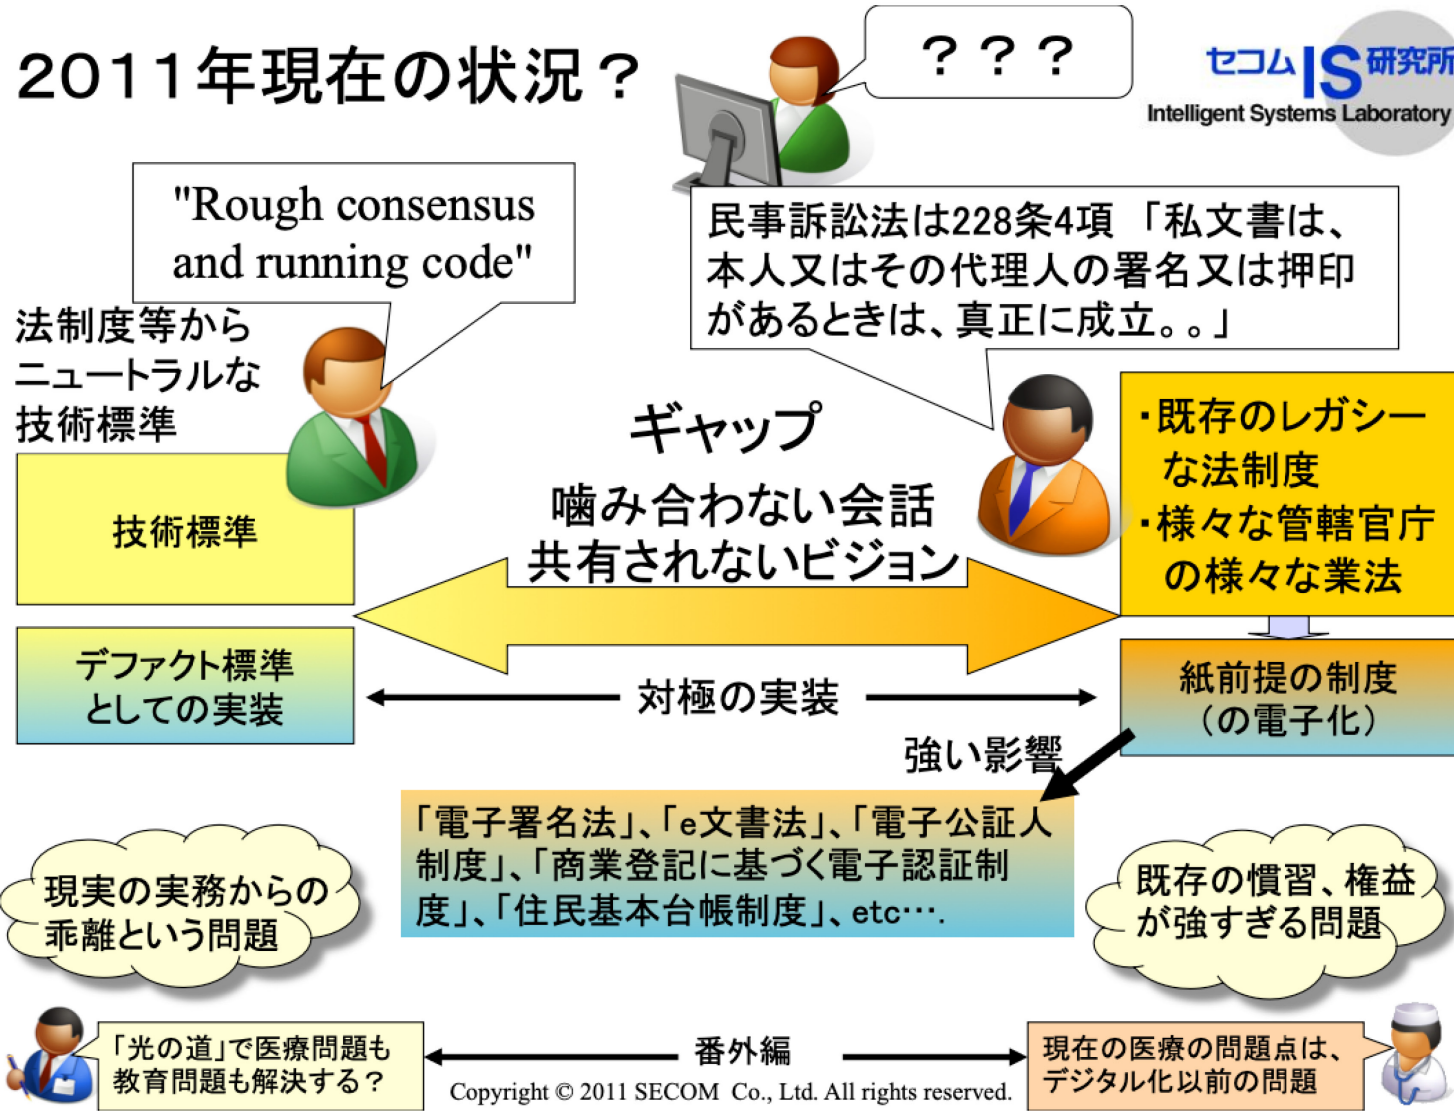 2011年現在の状況？
？？？
セコム IS 研究所
Intelligent Systems Laboratory
"Rough consensus
and running code"
民事訴訟法は228条4項 「私文書は、
本人又はその代理人の署名又は押印
があるときは、真正に成立。。」
法制度等から
ニュートラルな
技術標準
ギャップ
噛み合わない会話
共有されないビジョン
・既存のレガシー
な法制度
・様々な管轄官庁
の様々な業法
技術標準
デファクト標準
としての実装
対極の実装
紙前提の制度
（の電子化）
強い影響
「電子署名法」、「e文書法」、「電子公証人
制度」、「商業登記に基づく電子認証制
度」、「住民基本台帳制度」、etc….
現実の実務からの
乖離という問題
既存の慣習、権益
が強すぎる問題
「光の道」で医療問題も
教育問題も解決する？
番外編
現在の医療の問題点は、
デジタル化以前の問題
Copyright © 2011 SECOM Co., Ltd. All rights reserved.